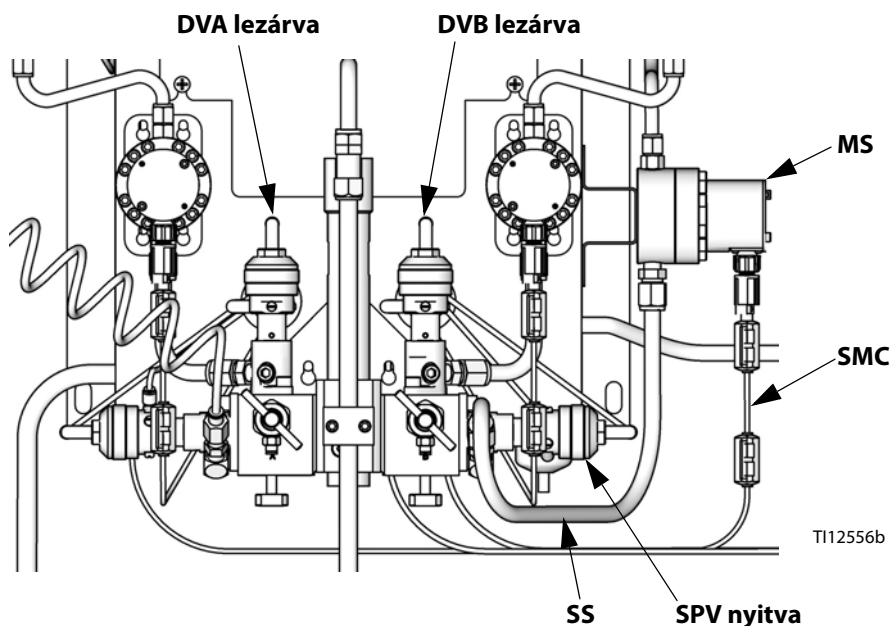 DVA lezárva
DVB lezárva
MS
SMC
TI12556b
SS
SPV nyitva